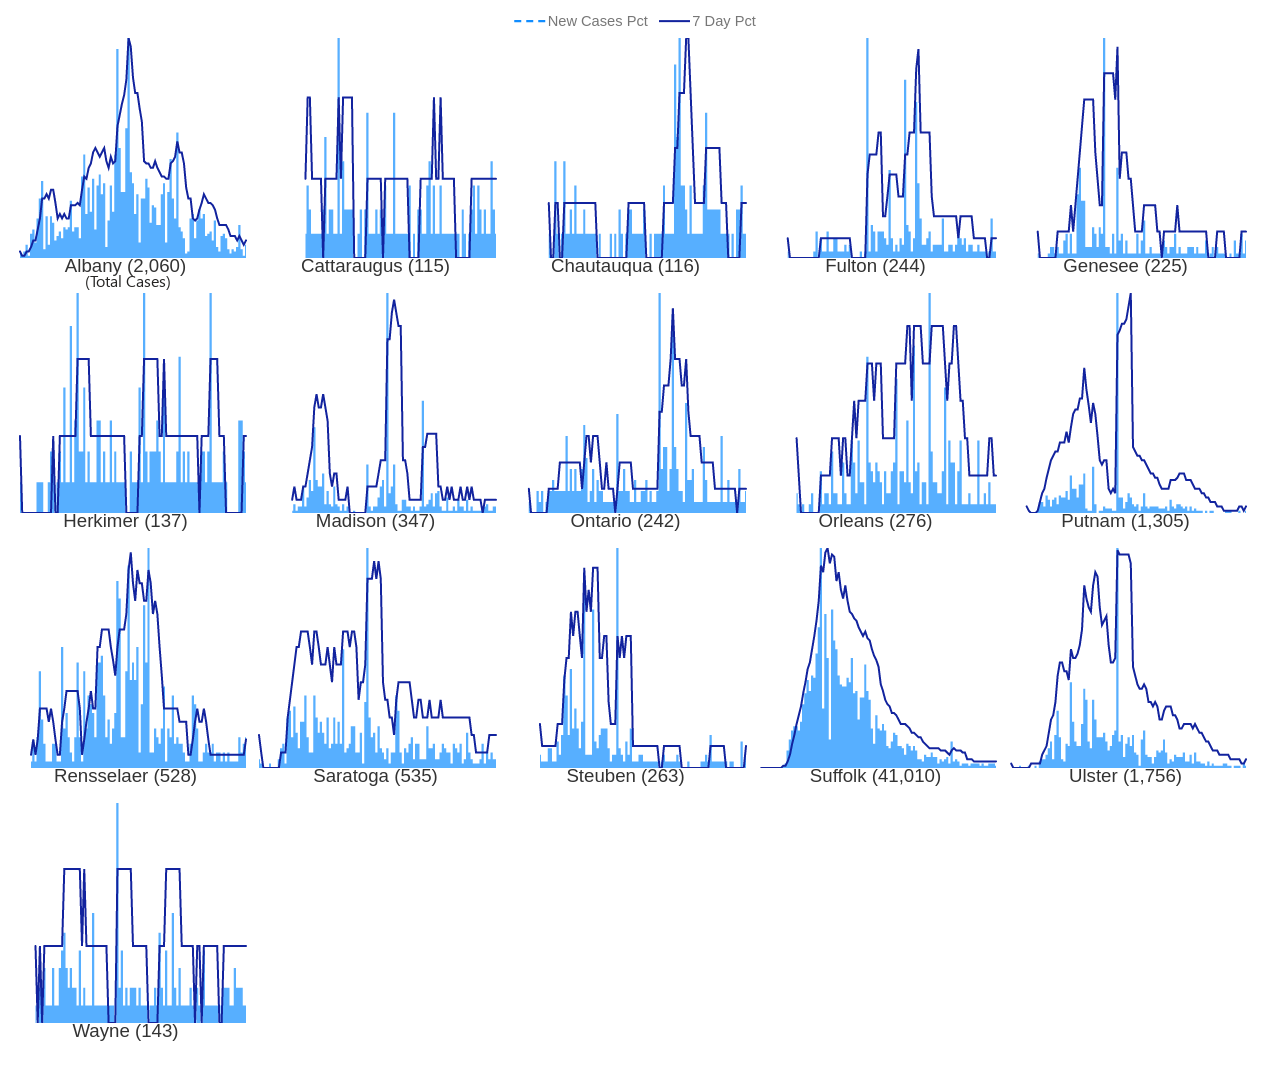 New Cases Pct 7 Day Pct
Albany (2,060)
(Total Cases)
Cattaraugus (115)
Chautauqua (116)
Fulton (244)
Genesee (225)
Herkimer (137)
Madison (347)
Ontario (242)
Orleans (276)
Putnam (1,305)
Rensselaer (528)
Saratoga (535)
Steuben (263)
Suffolk (41,010)
Ulster (1,756)
Wayne (143)